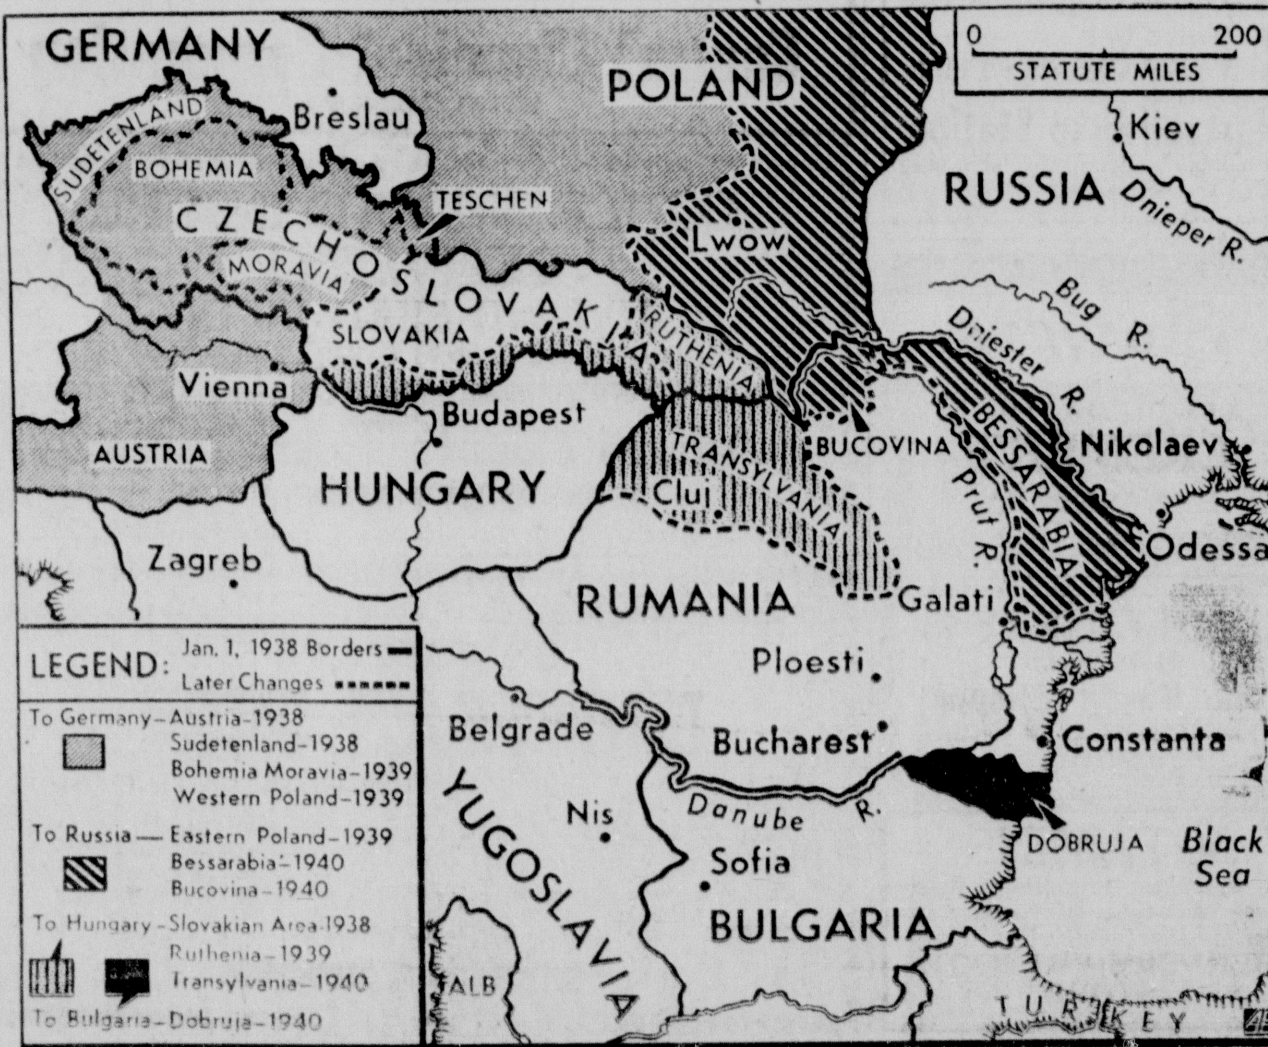 GERMANY
POLAND
0 200
STATUTE MILES
Breslau
Kiev
SUDETENLAND
BOHEMIA
TESCHEN
RUSSIA
Dnieper R.
CZECHOSLOVAKIA
Lwow
MORAVIA
Bug R.
SLOVAKIA
RUTHENIA
Dniester R.
Vienna
Budapest
BUCOVINA
BESSARABIA
Nikolaev
AUSTRIA
HUNGARY
TRANSYLVANIA
Cluj
Prut R.
Odessa
Zagreb
RUMANIA
Galati
LEGEND: Jan. 1, 1938 Borders
Later Changes
To Germany-Austria-1938
Sudetenland-1938
Bohemia Moravia-1939
Western Poland-1939
To Russia-Eastern Poland-1939
Bessarabia-1940
Bucovina-1940
To Hungary-Slovakian Area-1938
Ruthenia-1939
Transylvania-1940
To Bulgaria-Dobruja-1940
Ploesti
Belgrade
Bucharest
Constanta
YUGOSLAVIA
Nis
Danube R.
DOBRUJA
Black
Sea
Sofia
BULGARIA
ALB
TURKEY